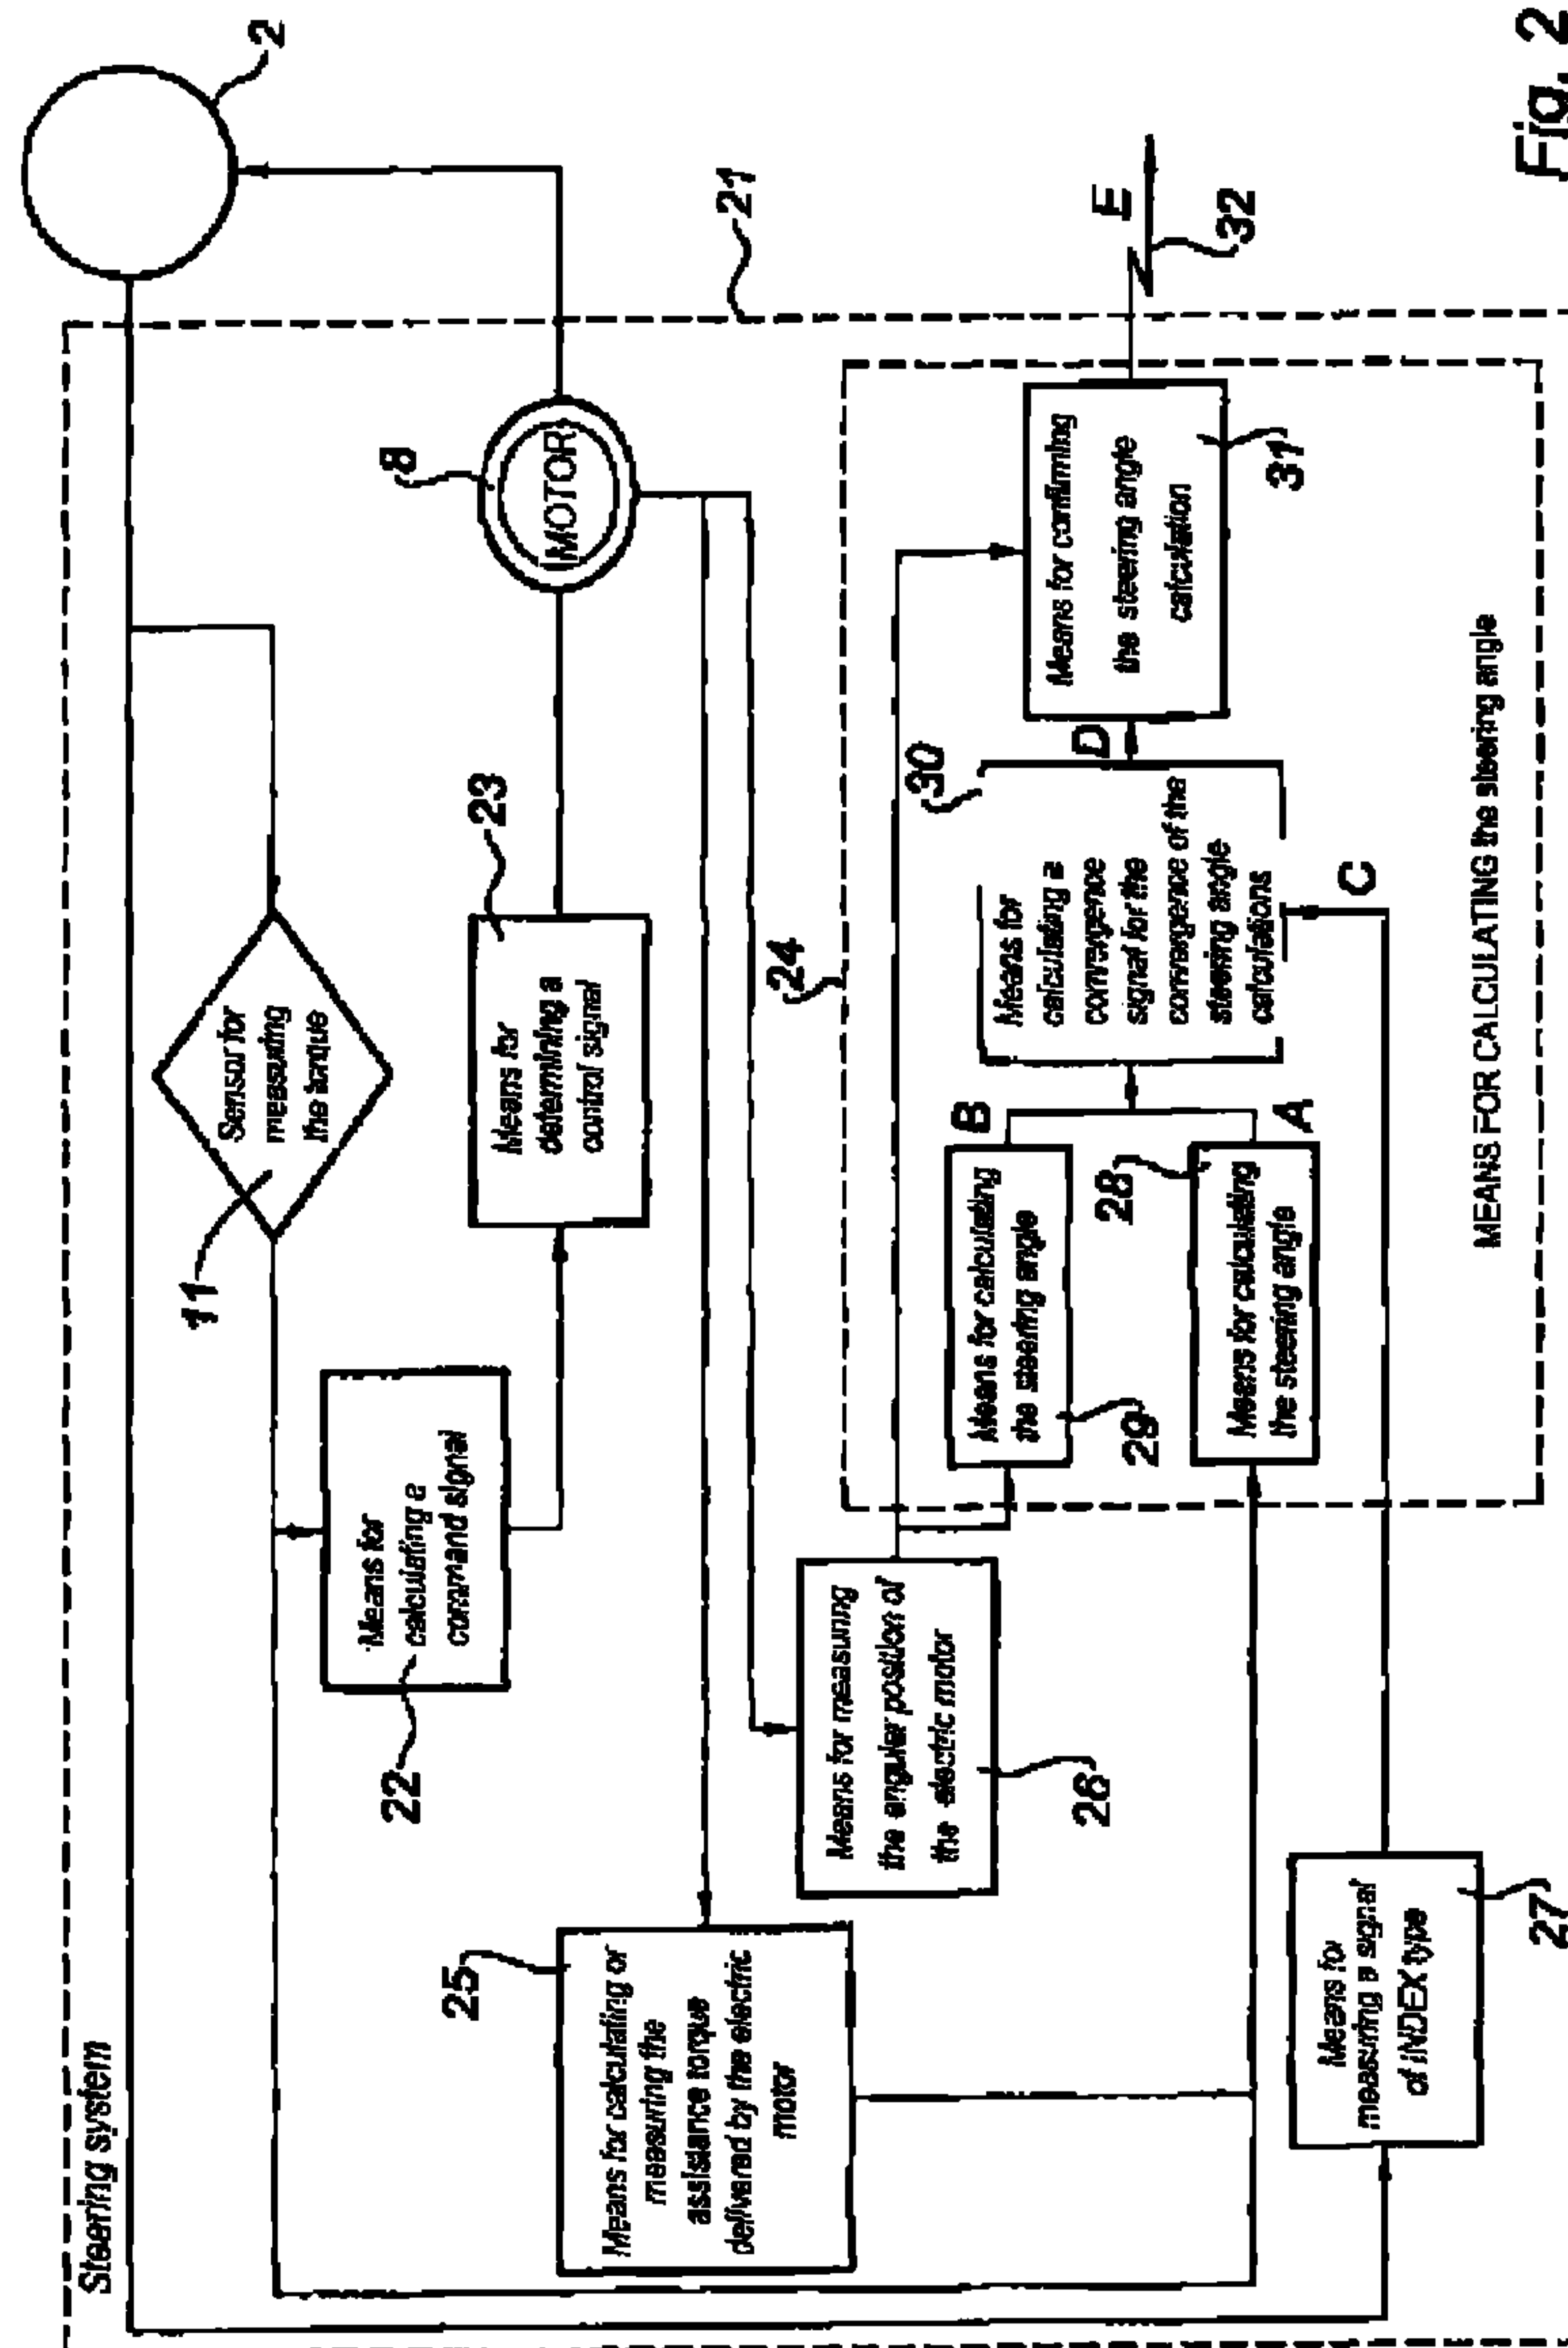 Steering system
2
11
Sensor for
measuring
the torque
22
Means for
calculating a
command signal
23
Means for
determining a
control signal
8
MOTOR
21
25
Means for calculating or
measuring the
assistance torque
delivered by the electric
motor
26
Means for measuring
the angular position of
the electric motor
24
29
Means for calculating
the steering angle
B
28
Means for calculating
the steering angle
A
30
Means for
calculating a
convergence
signal for the
convergence of the
steering angle
calculations
D
C
31
Means for confirming
the steering angle
calculation
E
32
27
Means for
measuring a signal
of INDEX type
MEANS FOR CALCULATING the steering angle
Fig. 2